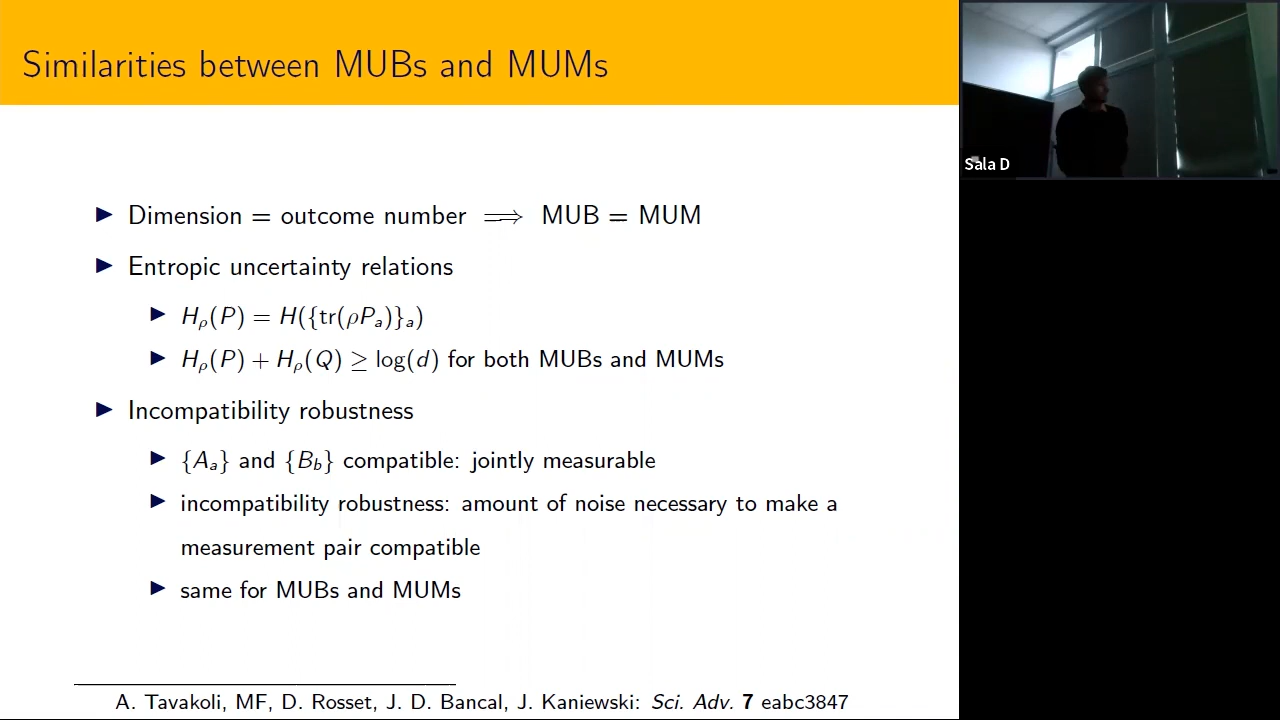 Similarities between MUBs and MUMs
▶ Dimension = outcome number ⟹ MUB = MUM
▶ Entropic uncertainty relations
▶ H_ρ(P) = H({tr(ρP_a)}_a)
▶ H_ρ(P) + H_ρ(Q) ≥ log(d) for both MUBs and MUMs
▶ Incompatibility robustness
▶ {A_a} and {B_b} compatible: jointly measurable
▶ incompatibility robustness: amount of noise necessary to make a
measurement pair compatible
▶ same for MUBs and MUMs
A. Tavakoli, MF, D. Rosset, J. D. Bancal, J. Kaniewski: Sci. Adv. 7 eabc3847
Sala D